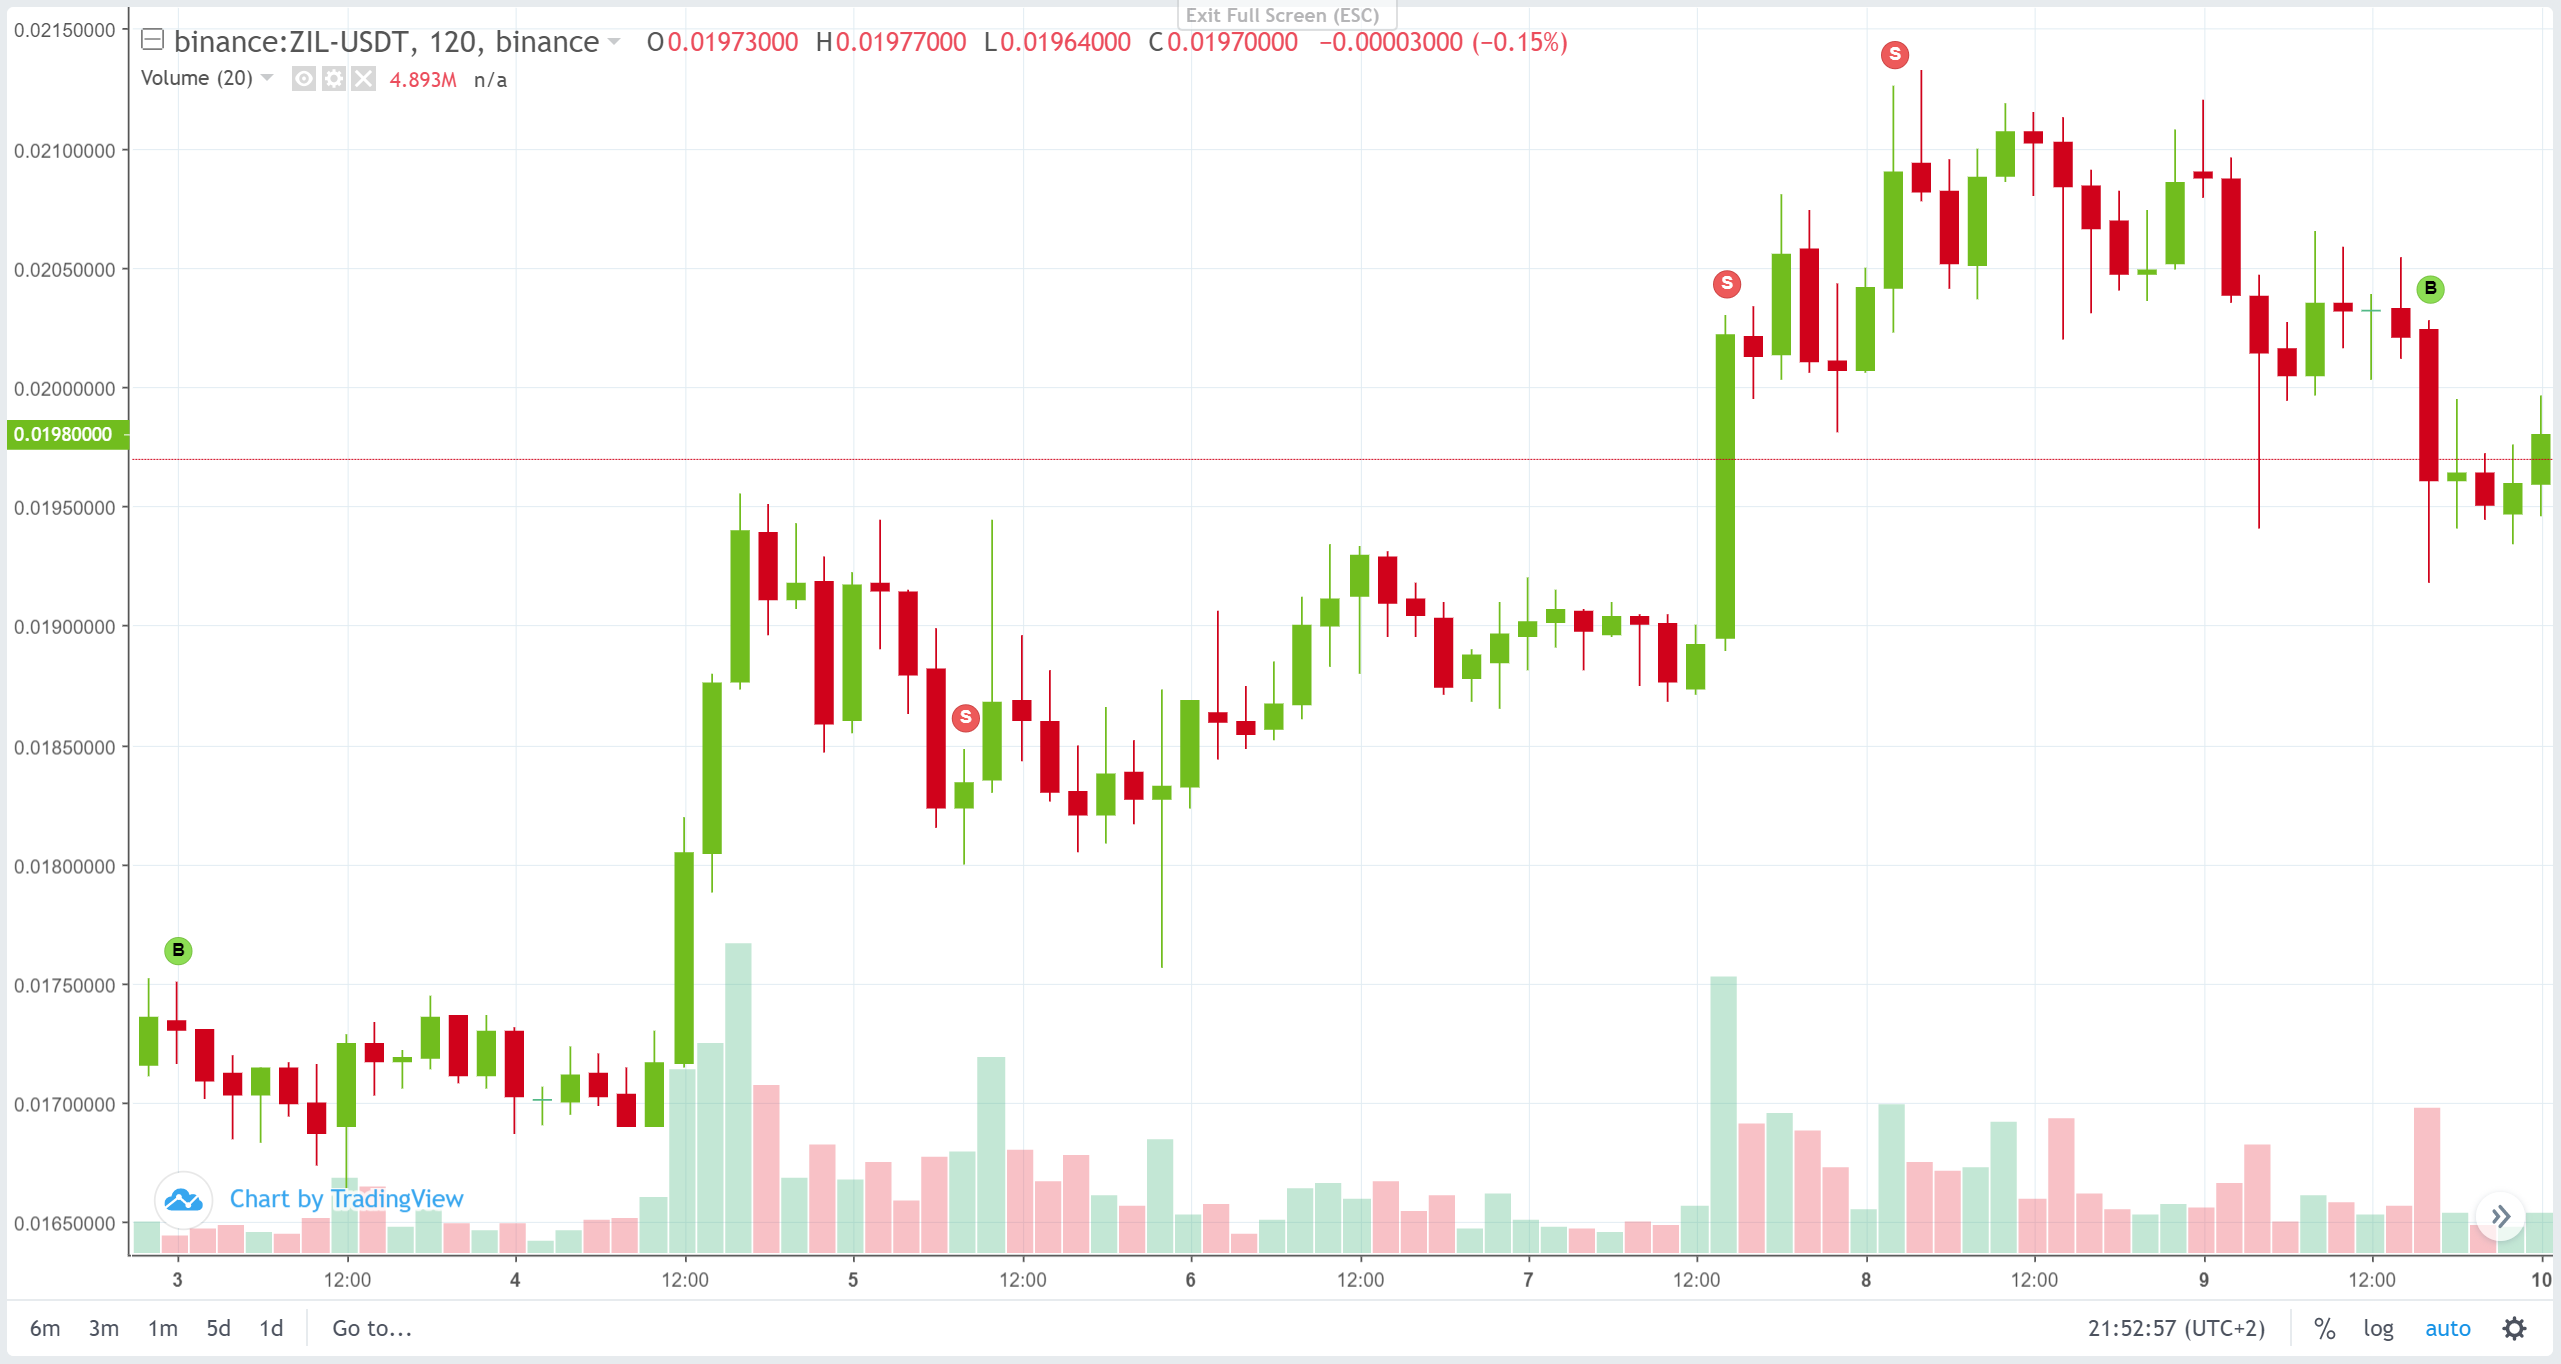 Exit Full Screen (ESC)
binance:ZIL-USDT, 120, binance O0.01973000 H0.01977000 L0.01964000 C0.01970000 −0.00003000 (−0.15%)
Volume (20) 4.893M n/a
0.02150000
S
0.02100000
0.02050000
S
B
0.02000000
0.01980000
0.01950000
0.01900000
S
0.01850000
0.01800000
B
0.01750000
0.01700000
Chart by TradingView
0.01650000
3 12:00 4 12:00 5 12:00 6 12:00 7 12:00 8 12:00 9 12:00 10
6m 3m 1m 5d 1d Go to... 21:52:57 (UTC+2) % log auto